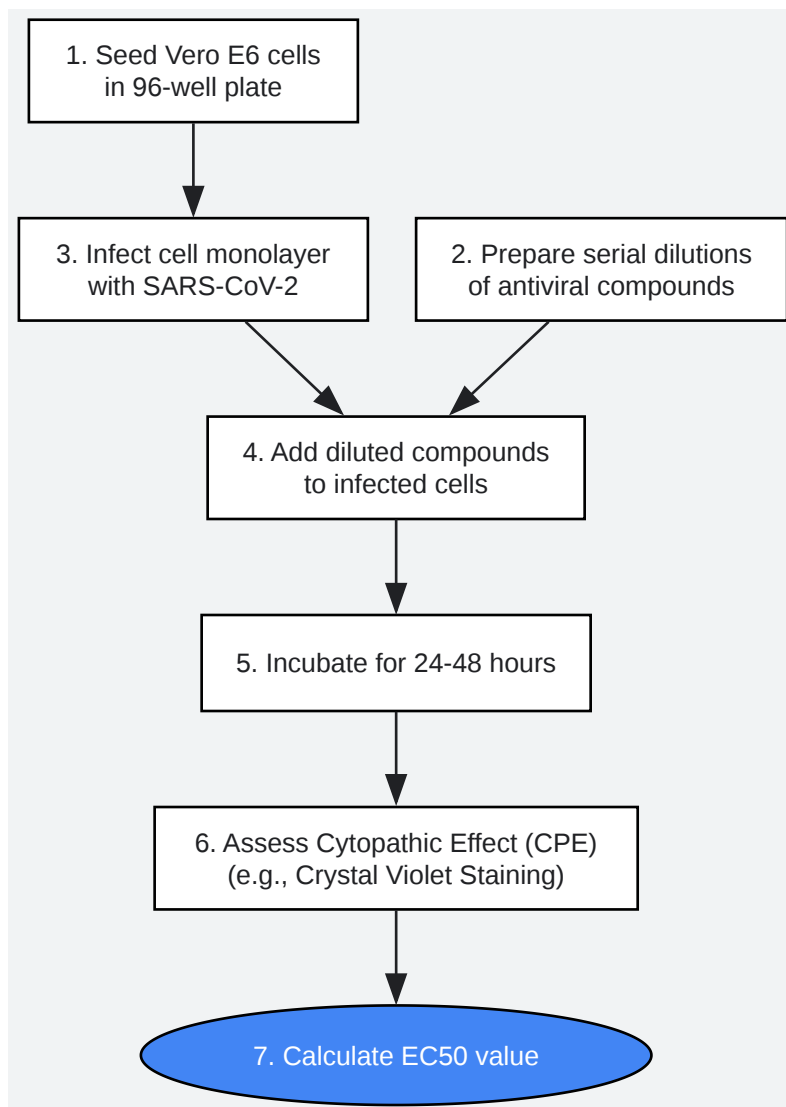 1. Seed Vero E6 cells
in 96-well plate
3. Infect cell monolayer
with SARS-CoV-2
2. Prepare serial dilutions
of antiviral compounds
4. Add diluted compounds
to infected cells
5. Incubate for 24-48 hours
6. Assess Cytopathic Effect (CPE)
(e.g., Crystal Violet Staining)
7. Calculate EC50 value